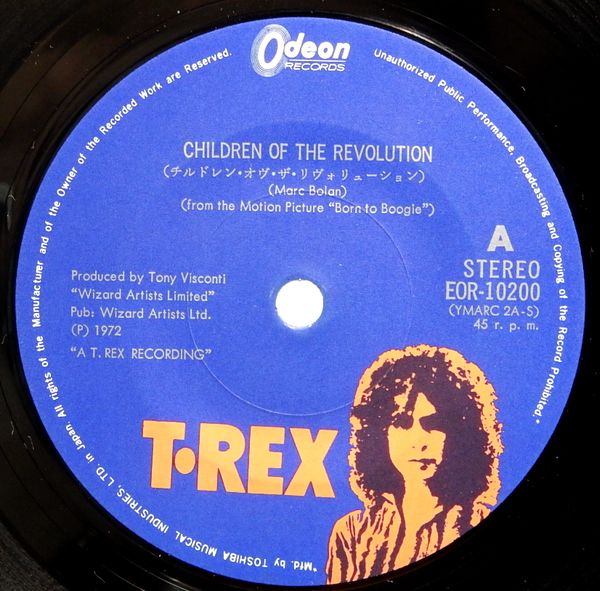 Odeon
RECORDS
CHILDREN OF THE REVOLUTION
(チルドレン・オヴ・ザ・リヴォリューション)
(Marc Bolan)
(from the Motion Picture “Born to Boogie”)
A
STEREO
EOR-10200
(YMARC 2A-S)
45 r. p. m.
Produced by Tony Visconti
“Wizard Artists Limited”
Pub: Wizard Artists Ltd.
(P) 1972
“A T. REX RECORDING”
T•REX
*Mfd. by TOSHIBA MUSICAL INDUSTRIES, LTD. in Japan. All rights of the Manufacturer and of the Owner of the Recorded Work are Reserved. Unauthorized Public Performance, Broadcasting and Copying of the Record Prohibited.*